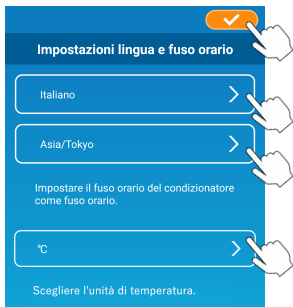 Impostazioni lingua e fuso orario
Italiano
Asia/Tokyo
Impostare il fuso orario del condizionatore
come fuso orario.
℃
Scegliere l'unità di temperatura.